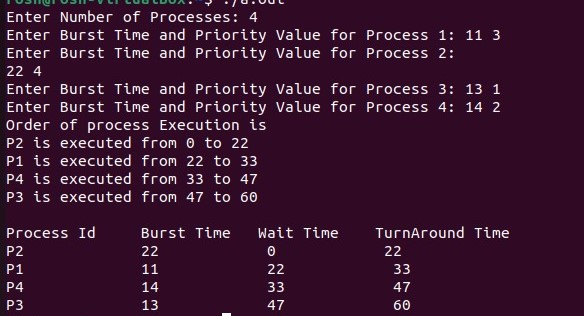 rosh@rosh-VirtualBox:~$ ./a.out
Enter Number of Processes: 4
Enter Burst Time and Priority Value for Process 1: 11 3
Enter Burst Time and Priority Value for Process 2:
22 4
Enter Burst Time and Priority Value for Process 3: 13 1
Enter Burst Time and Priority Value for Process 4: 14 2
Order of process Execution is
P2 is executed from 0 to 22
P1 is executed from 22 to 33
P4 is executed from 33 to 47
P3 is executed from 47 to 60
Process Id Burst Time Wait Time TurnAround Time
P2 22 0 22
P1 11 22 33
P4 14 33 47
P3 13 47 60